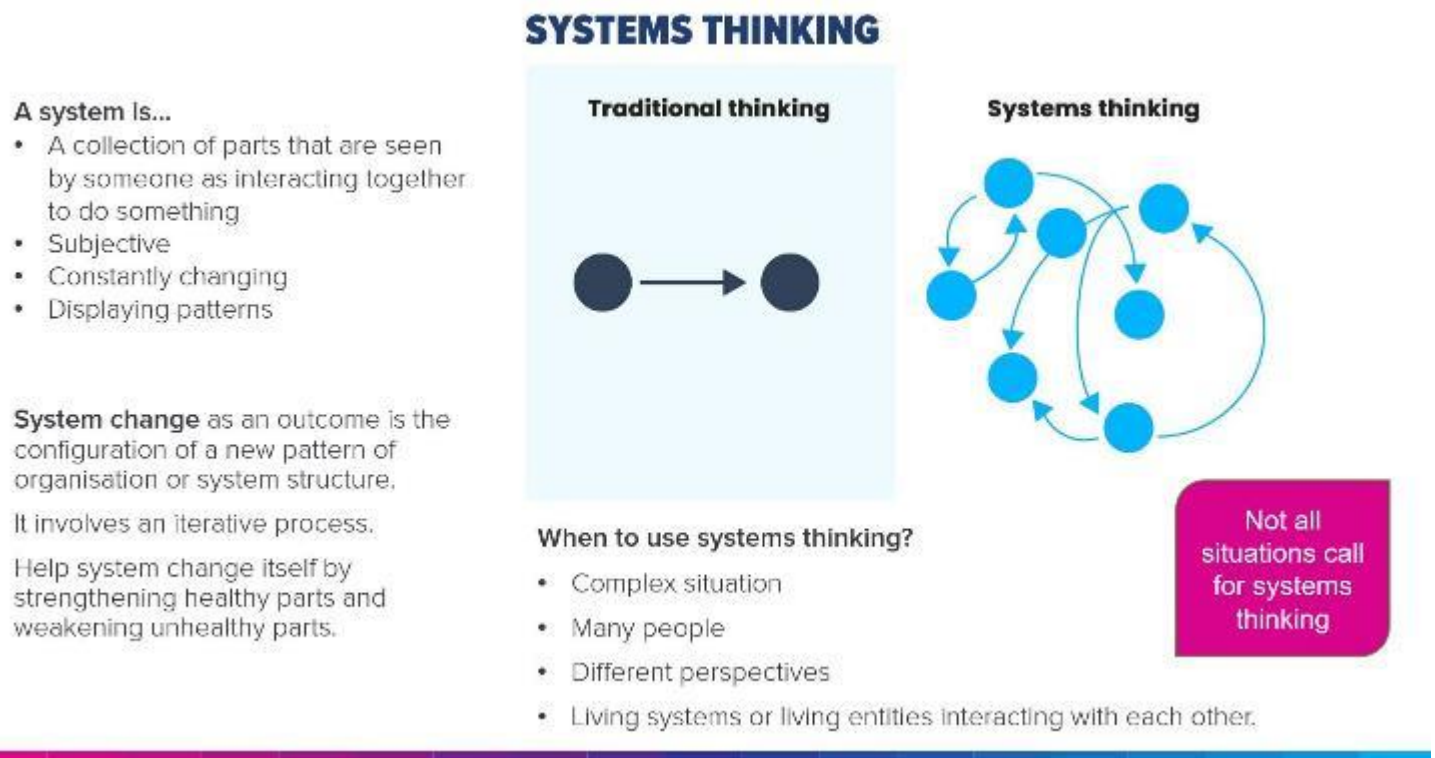 SYSTEMS THINKING
A system is...
• A collection of parts that are seen
by someone as interacting together
to do something
• Subjective
• Constantly changing
• Displaying patterns
System change as an outcome is the
configuration of a new pattern of
organisation or system structure.
It involves an iterative process.
Help system change itself by
strengthening healthy parts and
weakening unhealthy parts.
Traditional thinking
Systems thinking
When to use systems thinking?
• Complex situation
• Many people
• Different perspectives
• Living systems or living entities interacting with each other.
Not all
situations call
for systems
thinking